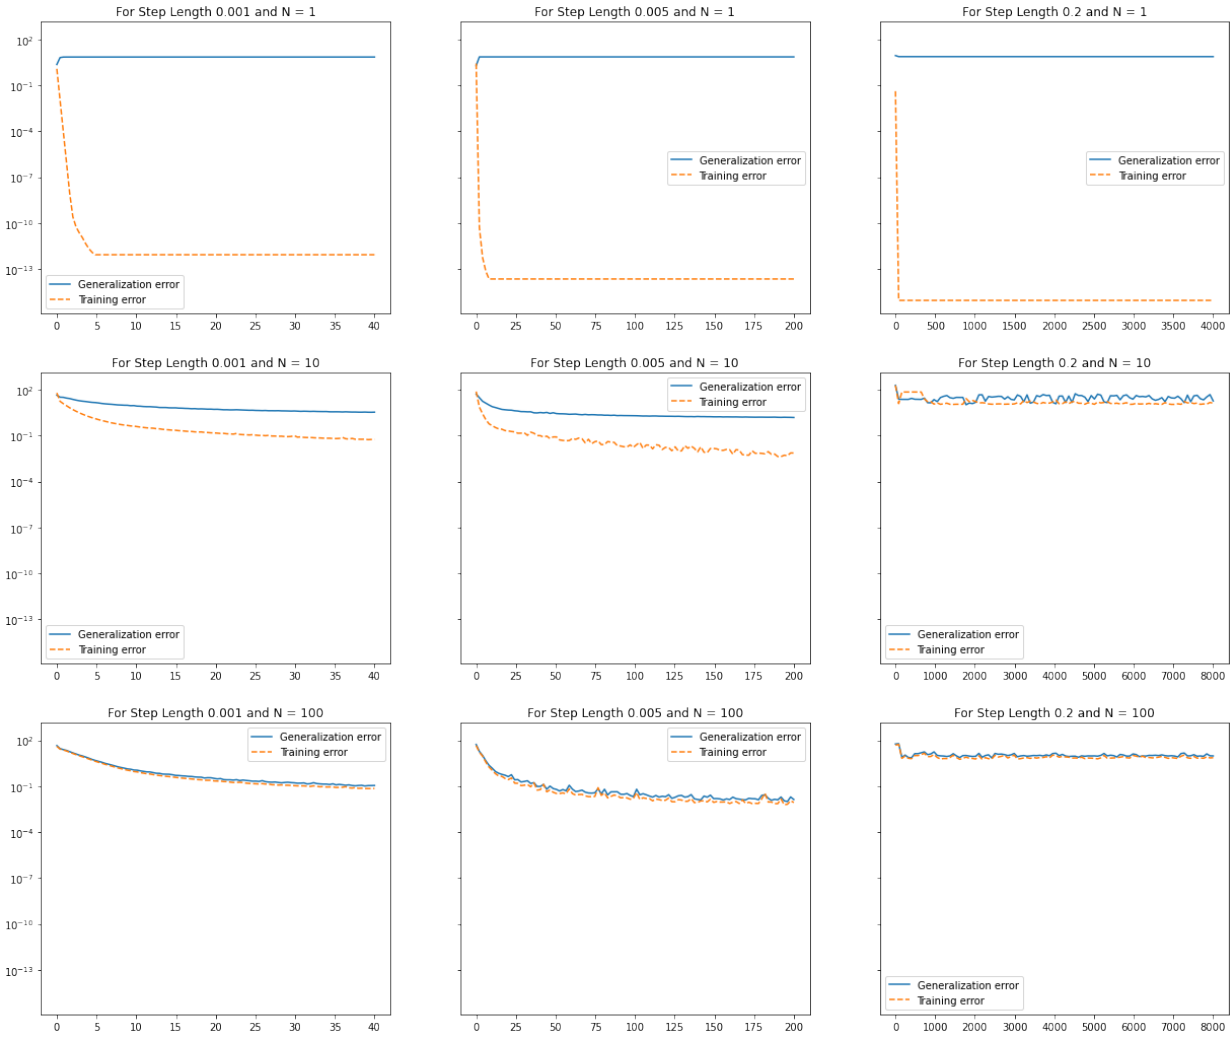 For Step Length 0.001 and N = 1
10²
10⁻¹
10⁻⁴
10⁻⁷
10⁻¹⁰
10⁻¹³
Generalization error
Training error
0 5 10 15 20 25 30 35 40
For Step Length 0.005 and N = 1
Generalization error
Training error
0 25 50 75 100 125 150 175 200
For Step Length 0.2 and N = 1
Generalization error
Training error
0 500 1000 1500 2000 2500 3000 3500 4000
For Step Length 0.001 and N = 10
10²
10⁻¹
10⁻⁴
10⁻⁷
10⁻¹⁰
10⁻¹³
Generalization error
Training error
0 5 10 15 20 25 30 35 40
For Step Length 0.005 and N = 10
Generalization error
Training error
0 25 50 75 100 125 150 175 200
For Step Length 0.2 and N = 10
Generalization error
Training error
0 1000 2000 3000 4000 5000 6000 7000 8000
For Step Length 0.001 and N = 100
10²
10⁻¹
10⁻⁴
10⁻⁷
10⁻¹⁰
10⁻¹³
Generalization error
Training error
0 5 10 15 20 25 30 35 40
For Step Length 0.005 and N = 100
Generalization error
Training error
0 25 50 75 100 125 150 175 200
For Step Length 0.2 and N = 100
Generalization error
Training error
0 1000 2000 3000 4000 5000 6000 7000 8000